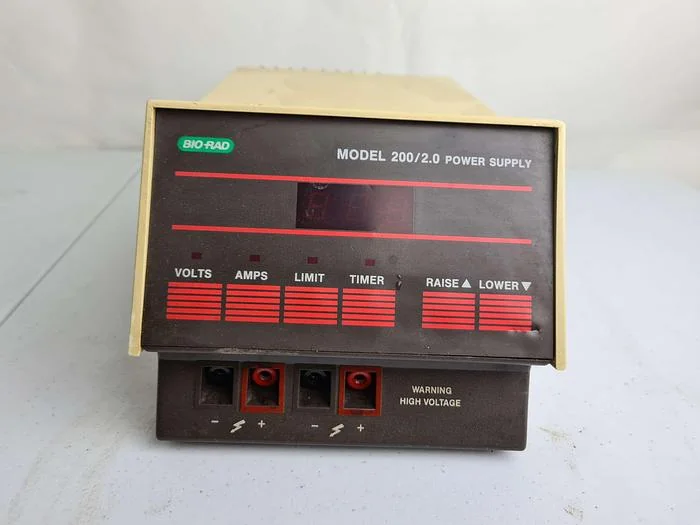 BIO-RAD
MODEL 200/2.0 POWER SUPPLY
VOLTS AMPS LIMIT TIMER RAISE ▲ LOWER ▼
WARNING
HIGH VOLTAGE
− + − +